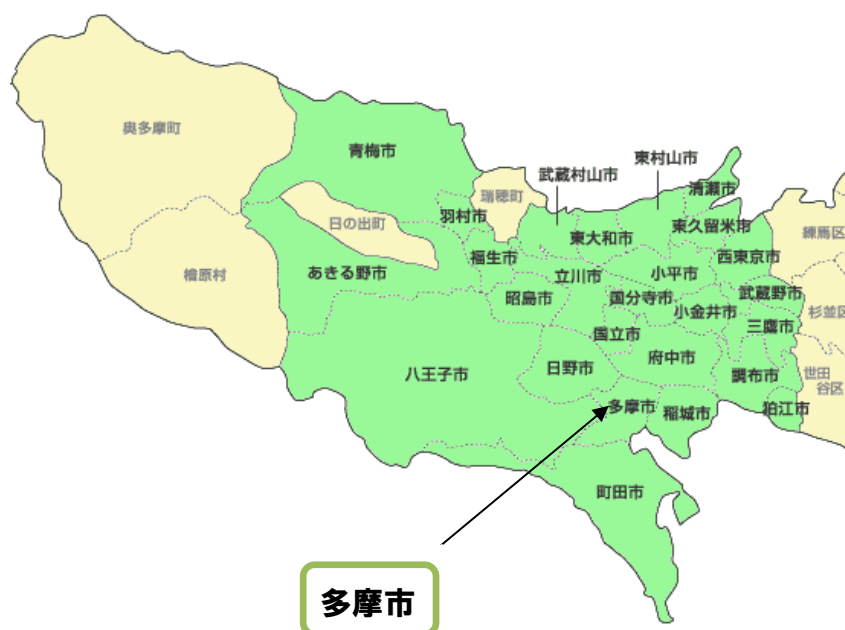 奥多摩町
青梅市
武蔵村山市
東村山市
清瀬市
瑞穂町
羽村市
日の出町
東大和市
東久留米市
練馬区
福生市
西東京市
檜原村
あきる野市
立川市
小平市
昭島市
国分寺市
武蔵野市
小金井市
杉並区
三鷹市
国立市
八王子市
日野市
府中市
調布市
世田
谷区
多摩市
稲城市
狛江市
町田市
多摩市